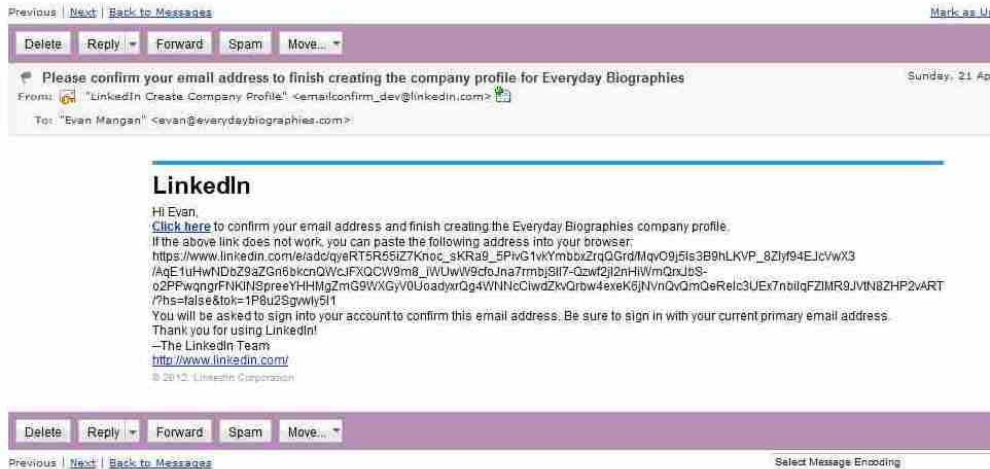 Previous | Next | Back to Messages
Mark as U
Delete Reply Forward Spam Move...
Please confirm your email address to finish creating the company profile for Everyday Biographies
Sunday, 21 Ap
From: "LinkedIn Create Company Profile" <emailconfirm_dev@linkedin.com>
To: "Evan Mangan" <evan@everydaybiographies.com>
LinkedIn
Hi Evan,
Click here to confirm your email address and finish creating the Everyday Biographies company profile.
If the above link does not work, you can paste the following address into your browser:
You will be asked to sign into your account to confirm this email address. Be sure to sign in with your current primary email address.
Thank you for using LinkedIn!
--The LinkedIn Team
http://www.linkedin.com/
© 2012, LinkedIn Corporation
Delete Reply Forward Spam Move...
Previous | Next | Back to Messages
Select Message Encoding